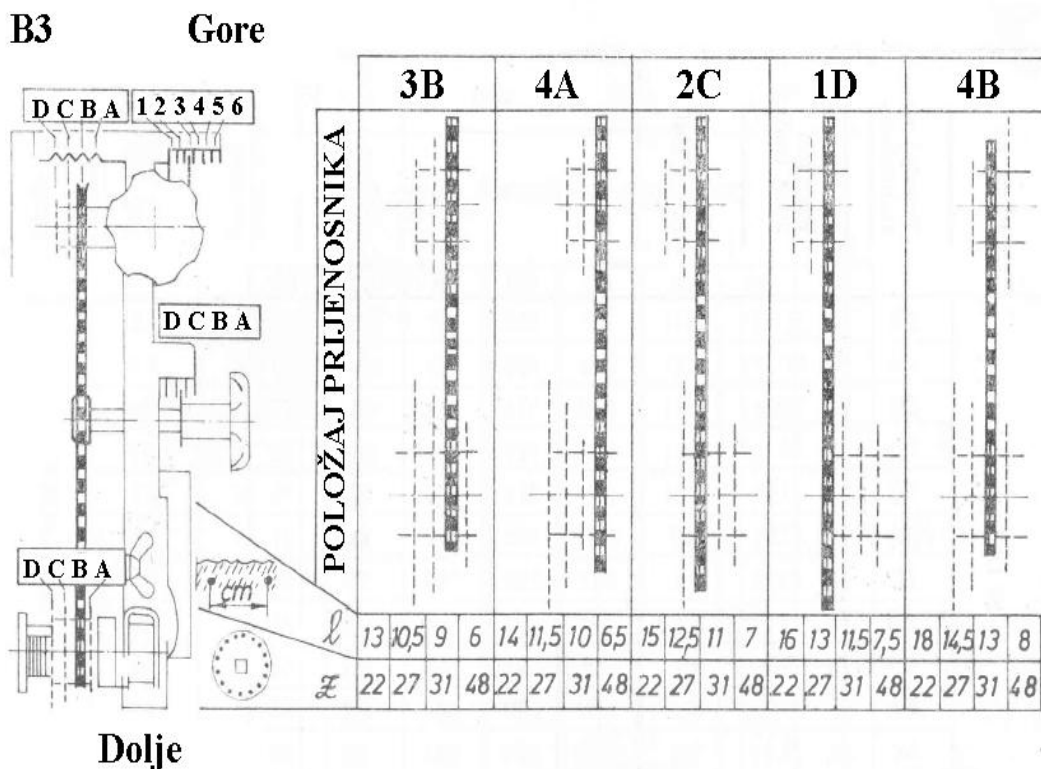 B3 Gore
3B 4A 2C 1D 4B
D C B A
1 2 3 4 5 6
D C B A
D C B A
POLOŽAJ PRIJENOSNIKA
cm
l 13 10,5 9 6 14 11,5 10 6,5 15 12,5 11 7 16 13 11,5 7,5 18 14,5 13 8
z 22 27 31 48 22 27 31 48 22 27 31 48 22 27 31 48 22 27 31 48
Dolje